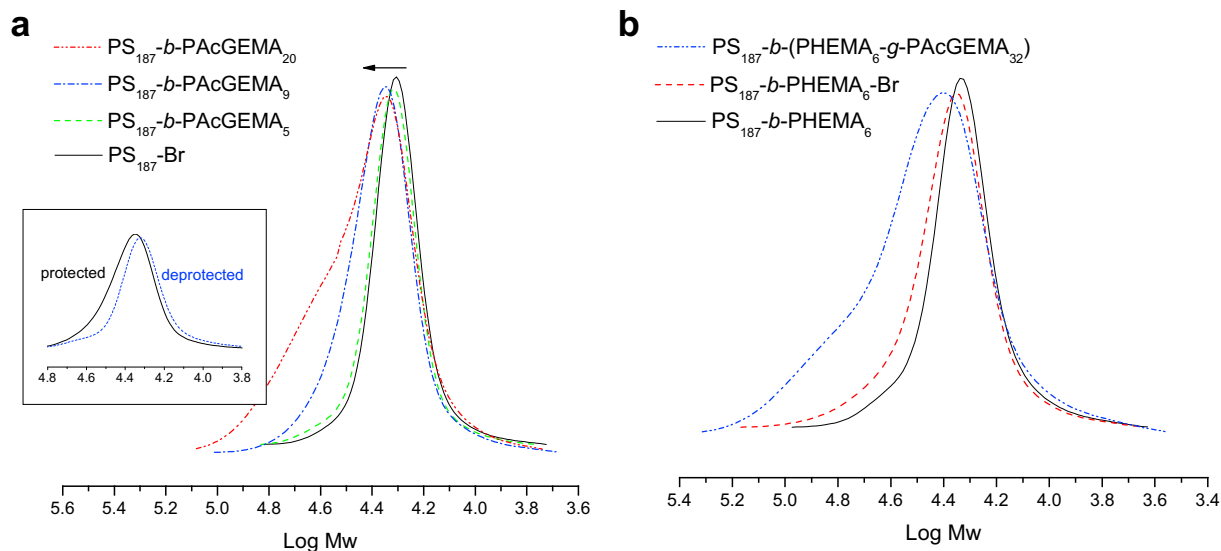 a
PS187-b-PAcGEMA20
PS187-b-PAcGEMA9
PS187-b-PAcGEMA5
PS187-Br
protected
deprotected
4.8 4.6 4.4 4.2 4.0 3.8
5.6 5.4 5.2 5.0 4.8 4.6 4.4 4.2 4.0 3.8 3.6
Log Mw
b
PS187-b-(PHEMA6-g-PAcGEMA32)
PS187-b-PHEMA6-Br
PS187-b-PHEMA6
5.4 5.2 5.0 4.8 4.6 4.4 4.2 4.0 3.8 3.6 3.4
Log Mw